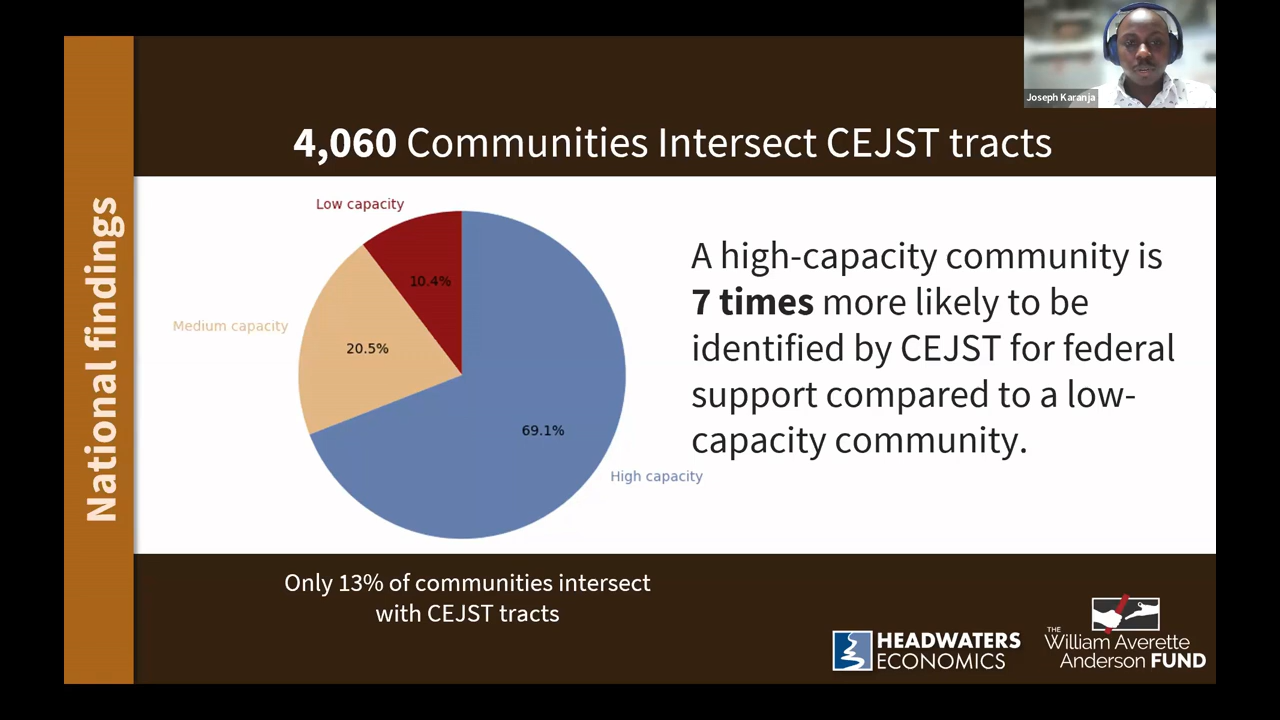 Joseph Karanja
4,060 Communities Intersect CEJST tracts
National findings
Low capacity
10.4%
Medium capacity
20.5%
69.1%
High capacity
A high-capacity community is
7 times more likely to be
identified by CEJST for federal
support compared to a low-
capacity community.
Only 13% of communities intersect
with CEJST tracts
HEADWATERS
ECONOMICS
THE
William Averette
Anderson FUND